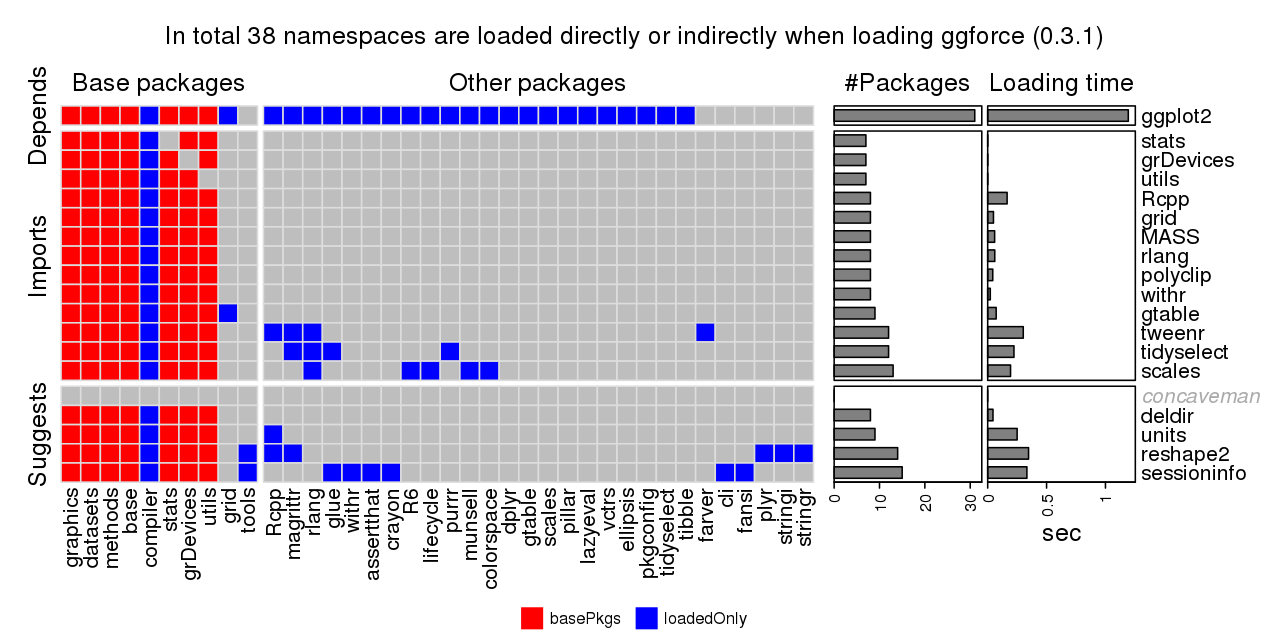 In total 38 namespaces are loaded directly or indirectly when loading ggforce (0.3.1)
Base packages
Other packages
#Packages
Loading time
Depends
Imports
Suggests
ggplot2
stats
grDevices
utils
Rcpp
grid
MASS
rlang
polyclip
withr
gtable
tweenr
tidyselect
scales
concaveman
deldir
units
reshape2
sessioninfo
graphics
datasets
methods
base
compiler
stats
grDevices
utils
grid
tools
Rcpp
magrittr
rlang
glue
withr
assertthat
crayon
R6
lifecycle
purrr
munsell
colorspace
dplyr
gtable
scales
pillar
lazyeval
vctrs
ellipsis
pkgconfig
tidyselect
tibble
farver
cli
fansi
plyr
stringi
stringr
0
10
20
30
0
0.5
1
sec
basePkgs
loadedOnly